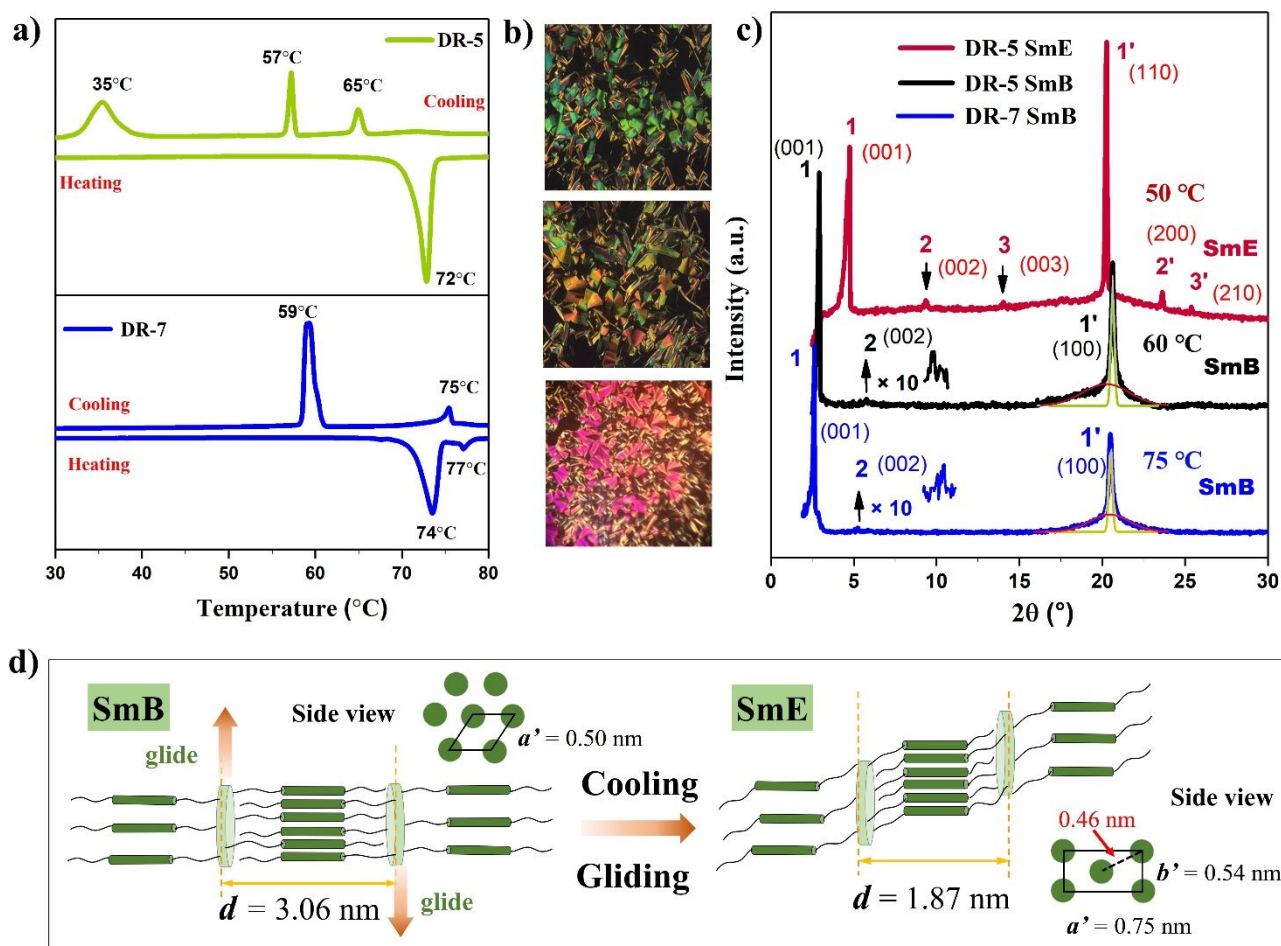 a)
DR-5
35°C
57°C
65°C
Cooling
Heating
72°C
DR-7
59°C
75°C
Cooling
Heating
77°C
74°C
30 40 50 60 70 80
Temperature (°C)
b)
c)
DR-5 SmE
DR-5 SmB
DR-7 SmB
1'
(110)
(001)
1
1
(001)
50 °C
2
(002)
3
(003)
(200)
SmE
2'
3'
(210)
1
2
(002)
× 10
1'
(100)
60 °C
SmB
(001)
2
(002)
× 10
1'
(100)
75 °C
SmB
Intensity (a.u.)
0 5 10 15 20 25 30
2θ (°)
d)
SmB
Side view
glide
a' = 0.50 nm
d = 3.06 nm
glide
Cooling
Gliding
SmE
Side view
0.46 nm
b' = 0.54 nm
a' = 0.75 nm
d = 1.87 nm